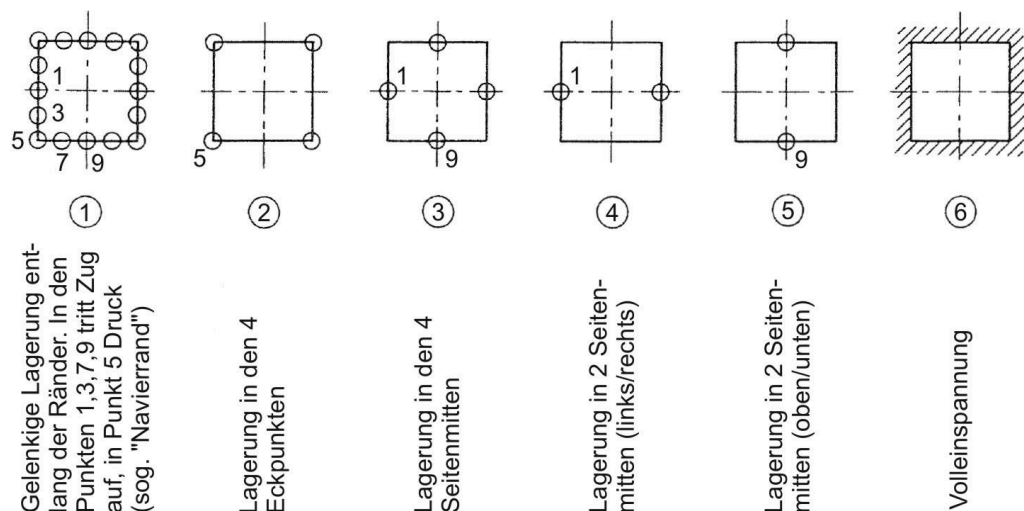 1
3
5
7
9
5
1
9
1
9
1
2
3
4
5
6
Gelenkige Lagerung ent-
lang der Ränder. In den
Punkten 1,3,7,9 tritt Zug
auf, in Punkt 5 Druck
(sog. "Navierrand")
Lagerung in den 4
Eckpunkten
Lagerung in den 4
Seitenmitten
Lagerung in 2 Seiten-
mitten (links/rechts)
Lagerung in 2 Seiten-
mitten (oben/unten)
Volleinspannung